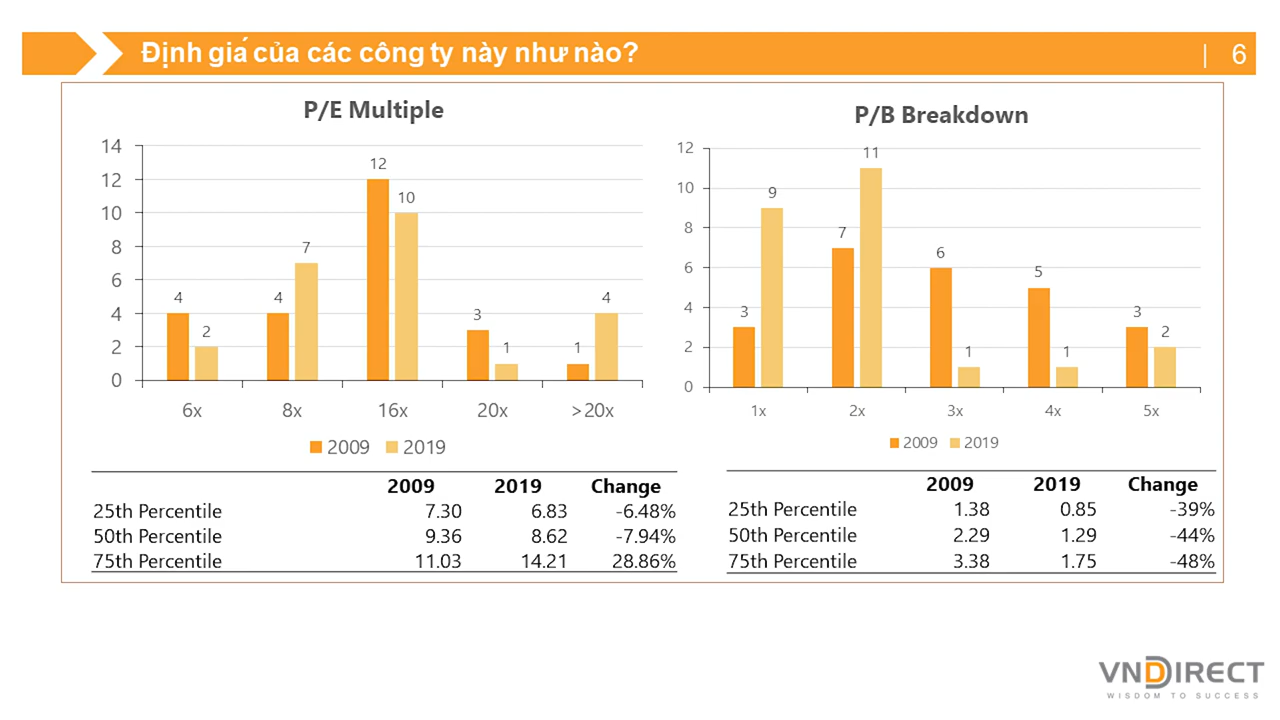 Định giá của các công ty này như nào?
| 6
P/E Multiple
14
12
10
8
6
4
2
0
4
2
4
7
12
10
3
1
1
4
6x 8x 16x 20x >20x
2009 2019
2009 2019 Change
25th Percentile 7.30 6.83 -6.48%
50th Percentile 9.36 8.62 -7.94%
75th Percentile 11.03 14.21 28.86%
P/B Breakdown
12
10
8
6
4
2
0
3
9
7
11
6
1
5
1
3
2
1x 2x 3x 4x 5x
2009 2019
2009 2019 Change
25th Percentile 1.38 0.85 -39%
50th Percentile 2.29 1.29 -44%
75th Percentile 3.38 1.75 -48%
VNDIRECT
WISDOM TO SUCCESS